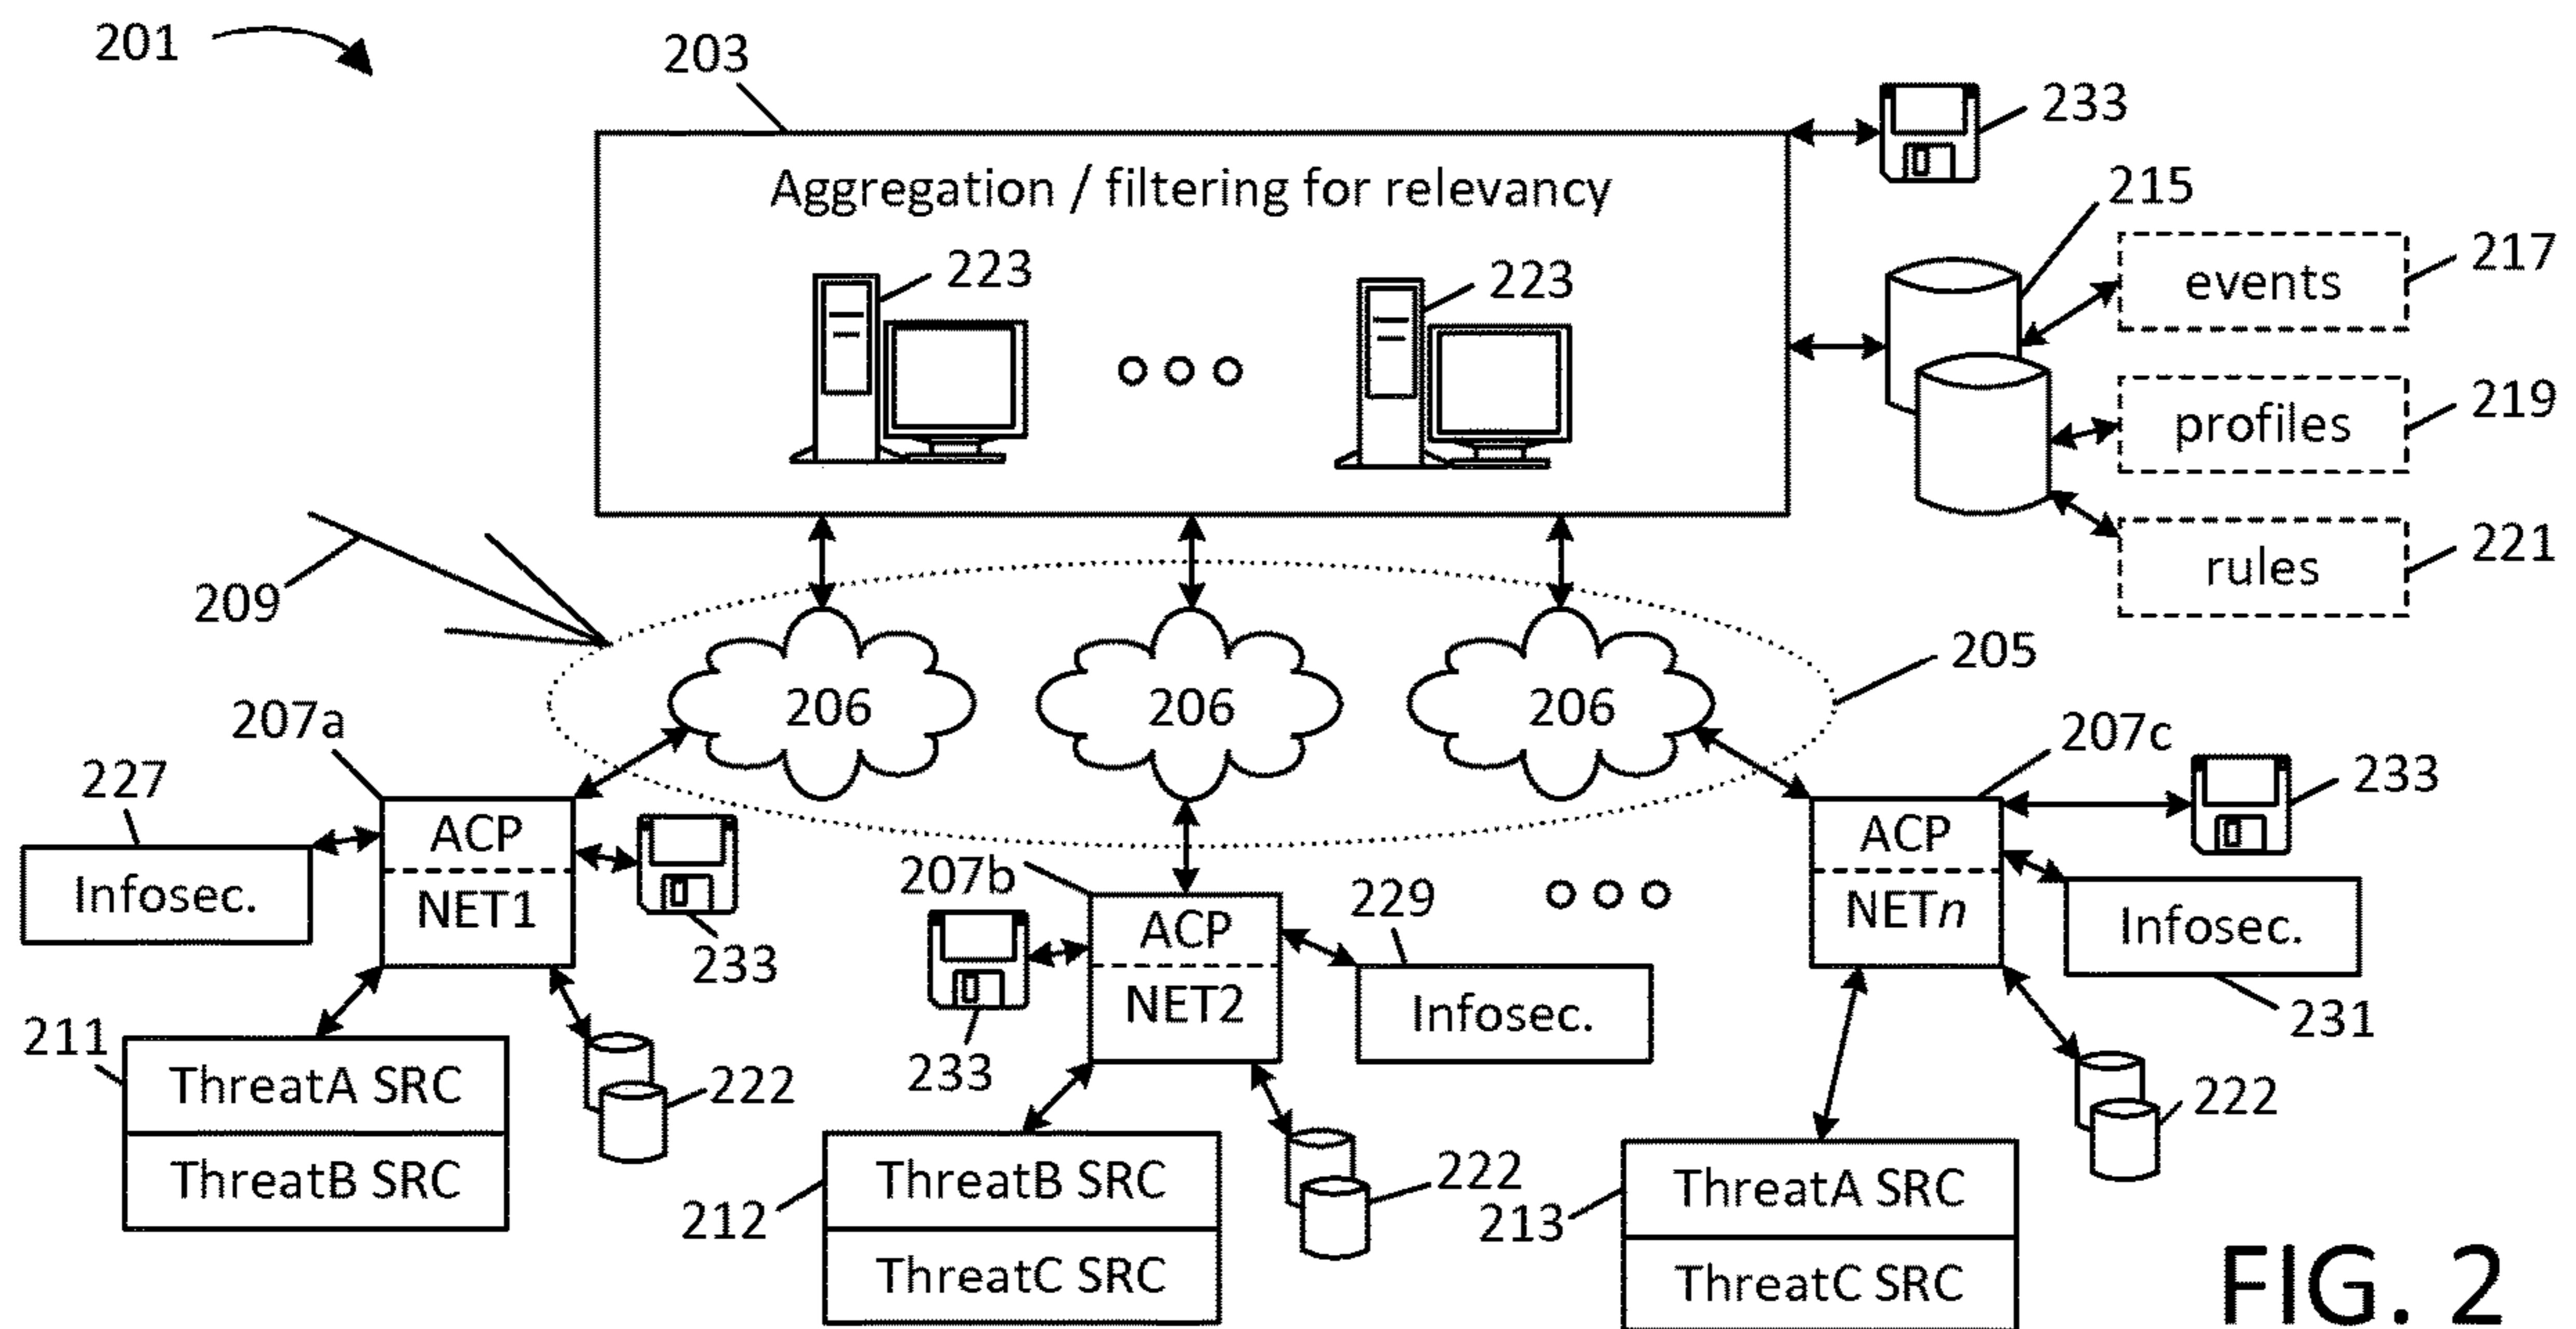 201
203
233
Aggregation / filtering for relevancy
215
223
223
217
events
219
profiles
221
rules
209
205
206
206
206
207a
207c
227
233
ACP
ACP
207b
229
Infosec.
NET1
NETn
Infosec.
ACP
233
NET2
Infosec.
231
211
233
ThreatA SRC
222
222
ThreatB SRC
ThreatB SRC
222
ThreatA SRC
212
213
ThreatC SRC
ThreatC SRC
FIG. 2